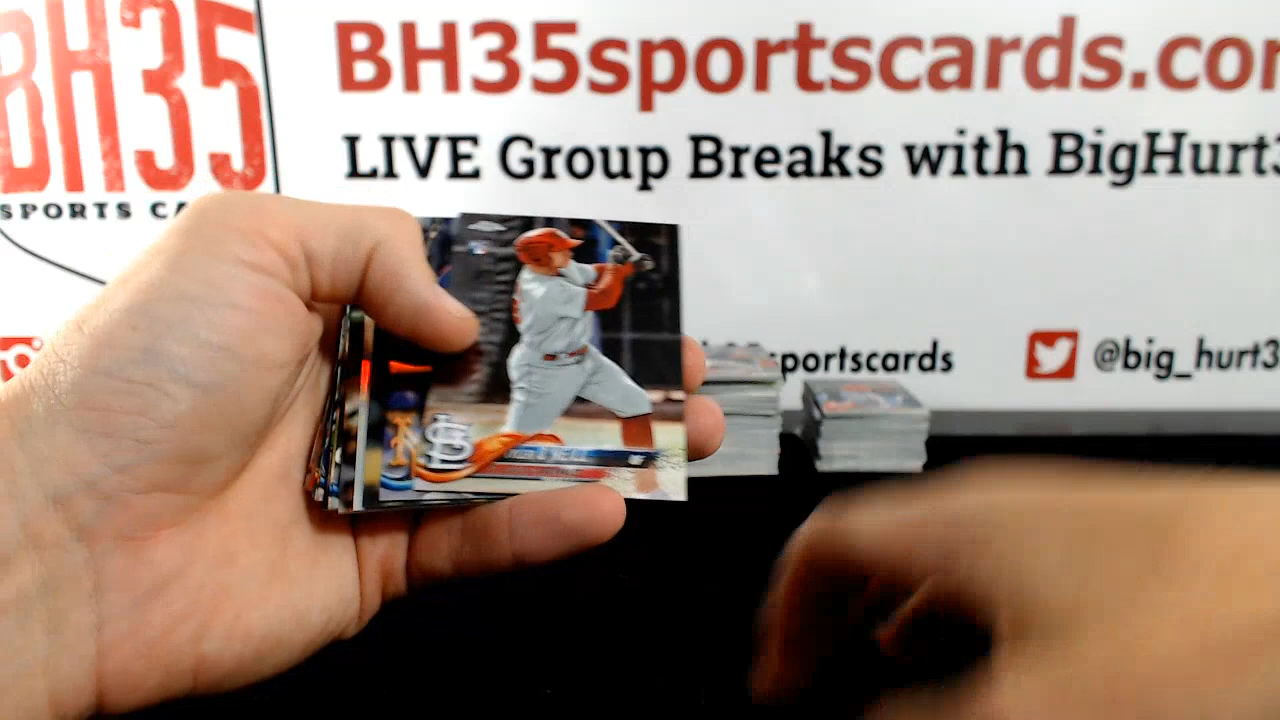 BH35
SPORTS CA
BH35sportscards.com
LIVE Group Breaks with BigHurt3
sportscards
@big_hurt3